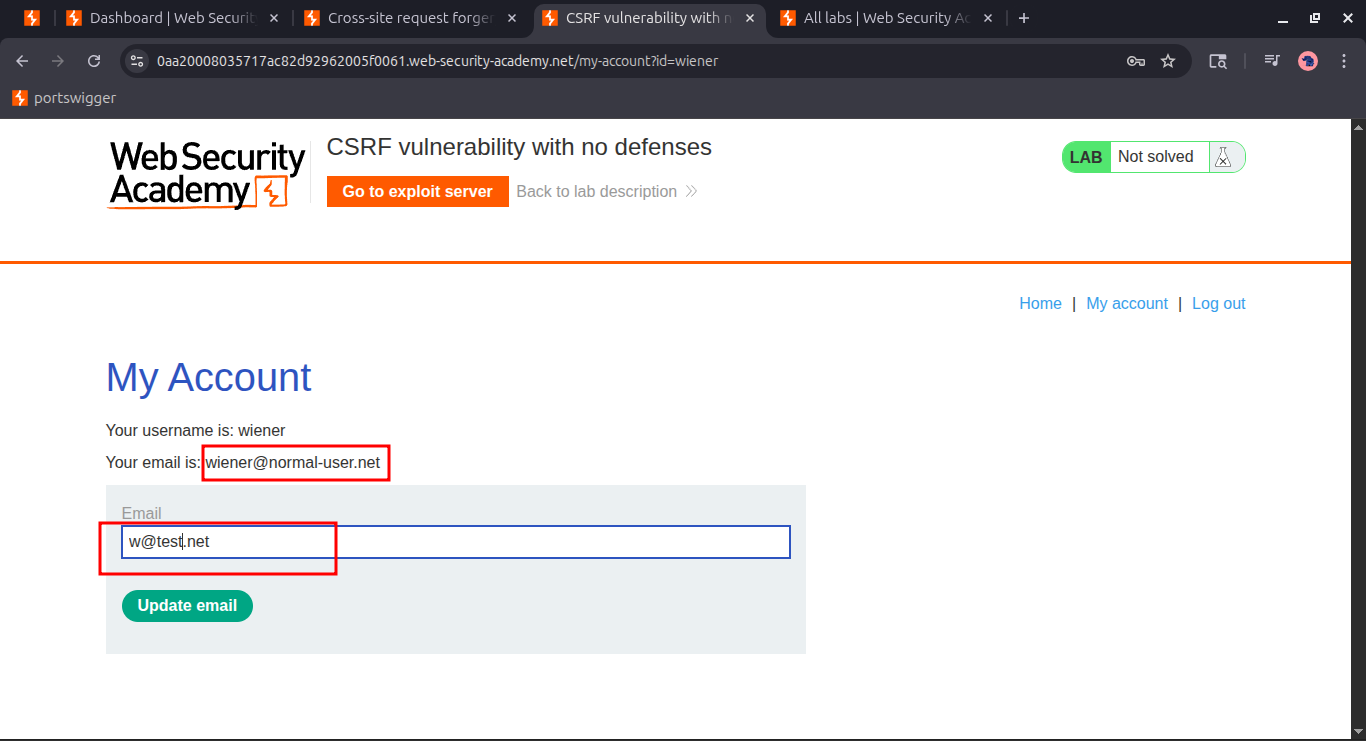 Dashboard | Web Securit
Cross-site request forger
CSRF vulnerability with n
All labs | Web Security Ac
0aa20008035717ac82d92962005f0061.web-security-academy.net/my-account?id=wiener
portswigger
Web Security
Academy
CSRF vulnerability with no defenses
Go to exploit server
Back to lab description
LAB
Not solved
Home | My account | Log out
My Account
Your username is: wiener
Your email is: wiener@normal-user.net
Email
w@test.net
Update email